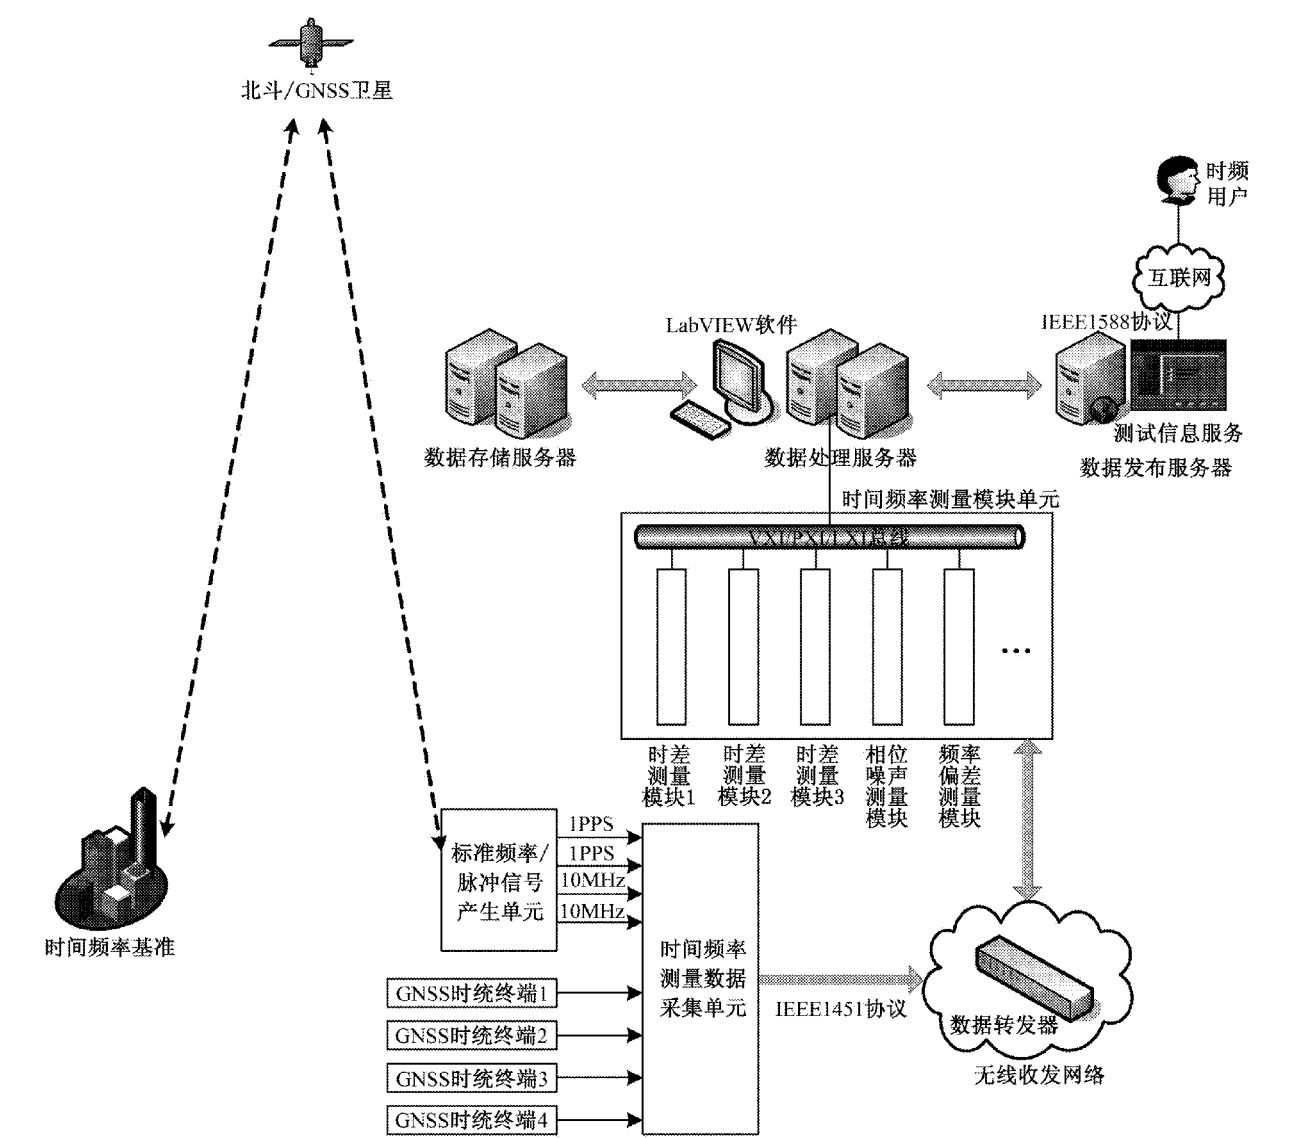 北斗/GNSS卫星
时频
用户
互联网
IEEE1588协议
LabVIEW软件
测试信息服务
数据存储服务器
数据处理服务器
数据发布服务器
时间频率测量模块单元
VXI/PXI/LXI总线
...
时差
测量
模块1
时差
测量
模块2
时差
测量
模块3
相位
噪声
测量
模块
频率
偏差
测量
模块
标准频率/
脉冲信号
产生单元
1PPS
1PPS
10MHz
10MHz
时间频率基准
时间频率
测量数据
采集单元
GNSS时统终端1
GNSS时统终端2
GNSS时统终端3
GNSS时统终端4
IEEE1451协议
数据转发器
无线收发网络